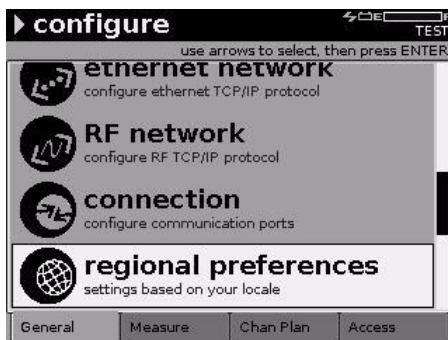 configure
E F
TEST
use arrows to select, then press ENTER
ethernet network
configure ethernet TCP/IP protocol
RF network
configure RF TCP/IP protocol
connection
configure communication ports
regional preferences
settings based on your locale
General Measure Chan Plan Access